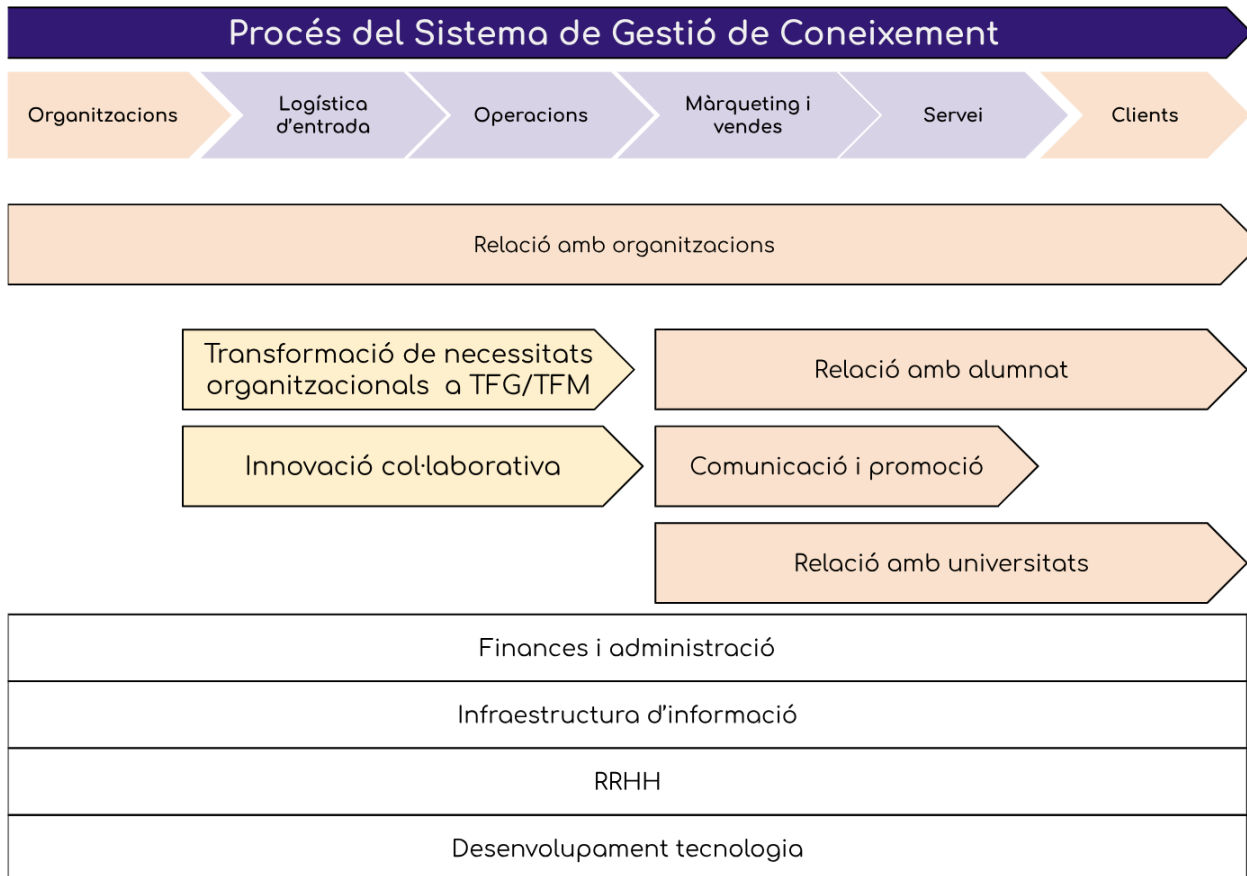 Procés del Sistema de Gestió de Coneixement
Organitzacions
Logística
d'entrada
Operacions
Màrqueting i
vendes
Servei
Clients
Relació amb organitzacions
Transformació de necessitats
organitzacionals a TFG/TFM
Relació amb alumnat
Innovació col·laborativa
Comunicació i promoció
Relació amb universitats
Finances i administració
Infraestructura d'informació
RRHH
Desenvolupament tecnologia